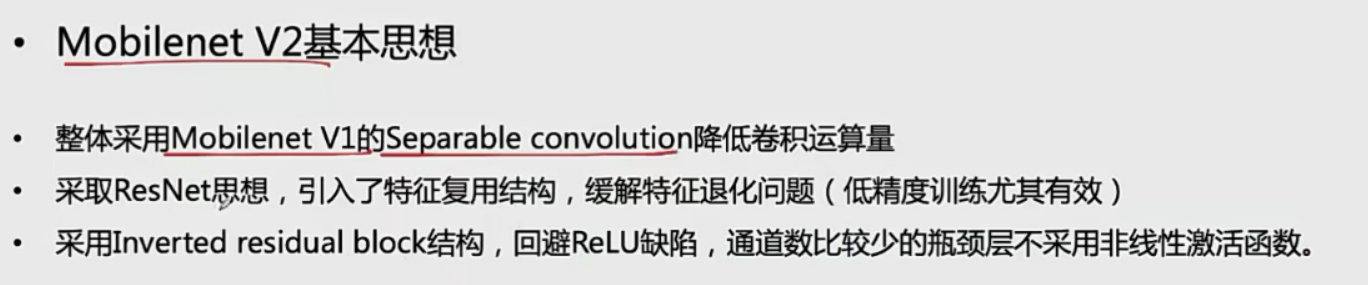 • Mobilenet V2基本思想
• 整体采用Mobilenet V1的Separable convolution降低卷积运算量
• 采取ResNet思想，引入了特征复用结构，缓解特征退化问题（低精度训练尤其有效）
• 采用Inverted residual block结构，回避ReLU缺陷，通道数比较少的瓶颈层不采用非线性激活函数。